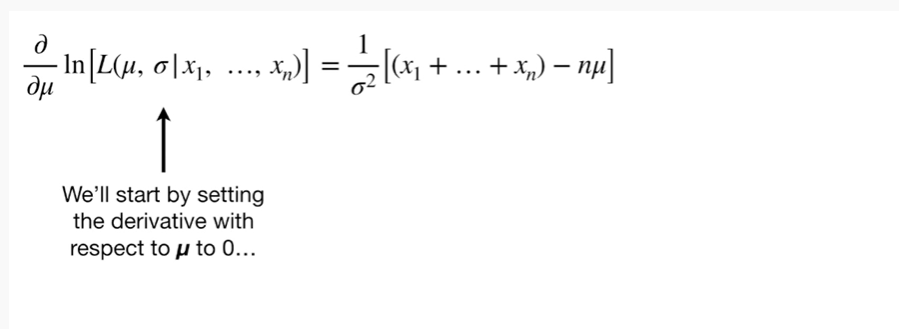 ∂/∂μ ln[L(μ, σ|x₁, ..., xₙ)] = 1/σ² [(x₁ + ... + xₙ) − nμ]
We'll start by setting
the derivative with
respect to μ to 0...